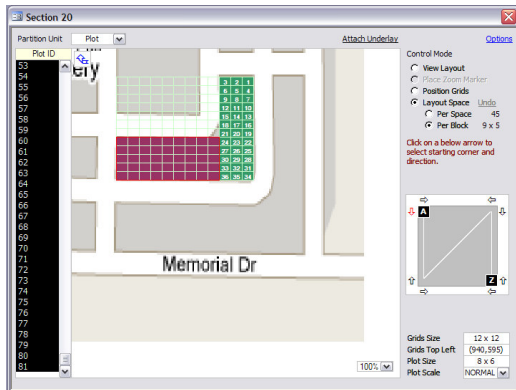 Section 20
Partition Unit Plot Attach Underlay Options
Plot ID
53
54
55
56
57
58
59
60
61
62
63
64
65
66
67
68
69
70
71
72
73
74
75
76
77
78
79
80
81
ery
3 2 1
6 5 4
9 8 7
12 11 10
15 14 13
18 17 16
21 20 19
24 23 22
27 26 25
30 29 28
33 32 31
36 35 34
Memorial Dr
100%
Control Mode
View Layout
Place Zoom Marker
Position Grids
Layout Space Undo
Per Space 45
Per Block 9 x 5
Click on a below arrow to
select starting corner and
direction.
A
Z
Grids Size 12 x 12
Grids Top Left (940,595)
Plot Size 8 x 6
Plot Scale NORMAL